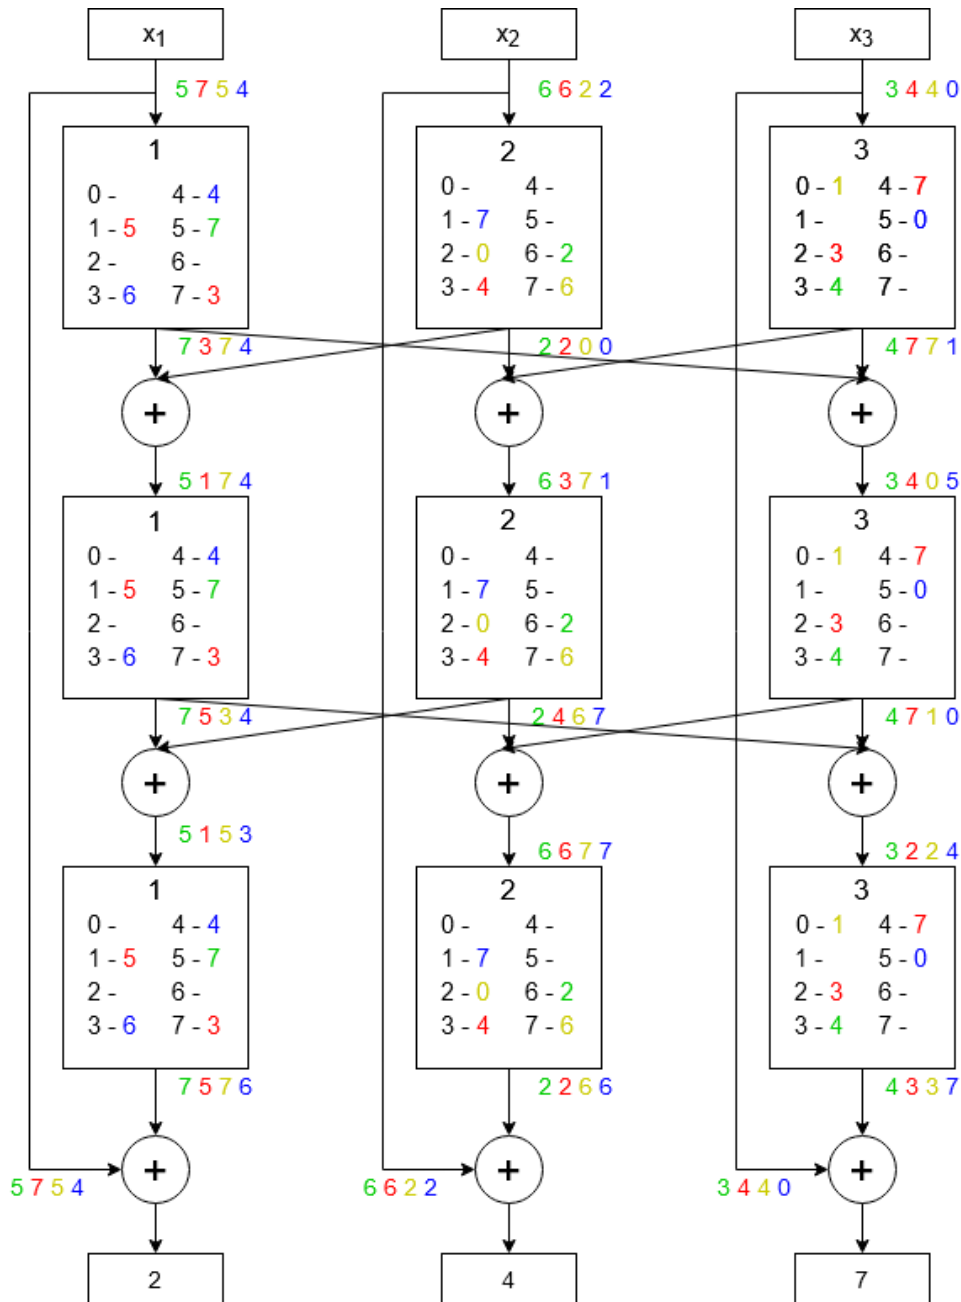 x1 x2 x3
5 7 5 4 6 6 2 2 3 4 4 0
1 2 3
0 - 4 - 4 0 - 4 - 0 - 1 4 - 7
1 - 5 5 - 7 1 - 7 5 - 1 - 5 - 0
2 - 6 - 2 - 0 6 - 2 2 - 3 6 -
3 - 6 7 - 3 3 - 4 7 - 6 3 - 4 7 -
7 3 7 4 2 2 0 0 4 7 7 1
+ + +
5 1 7 4 6 3 7 1 3 4 0 5
1 2 3
0 - 4 - 4 0 - 4 - 0 - 1 4 - 7
1 - 5 5 - 7 1 - 7 5 - 1 - 5 - 0
2 - 6 - 2 - 0 6 - 2 2 - 3 6 -
3 - 6 7 - 3 3 - 4 7 - 6 3 - 4 7 -
7 5 3 4 2 4 6 7 4 7 1 0
+ + +
5 1 5 3 6 6 7 7 3 2 2 4
1 2 3
0 - 4 - 4 0 - 4 - 0 - 1 4 - 7
1 - 5 5 - 7 1 - 7 5 - 1 - 5 - 0
2 - 6 - 2 - 0 6 - 2 2 - 3 6 -
3 - 6 7 - 3 3 - 4 7 - 6 3 - 4 7 -
7 5 7 6 2 2 6 6 4 3 3 7
+ + +
5 7 5 4 6 6 2 2 3 4 4 0
2 4 7